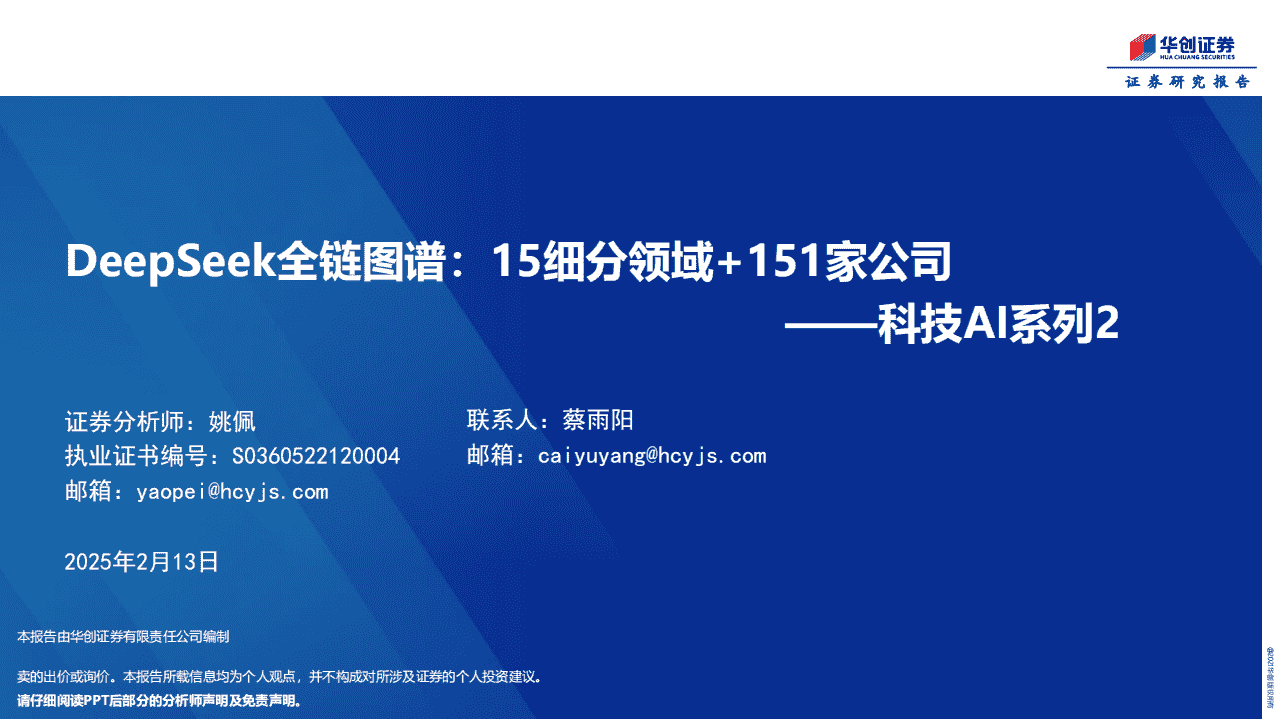 华创证券
HUA CHUANG SECURITIES
证券研究报告
DeepSeek全链图谱：15细分领域+151家公司
——科技AI系列2
证券分析师：姚佩
执业证书编号：S0360522120004
邮箱：yaopei@hcyjs.com
联系人：蔡雨阳
邮箱：caiyuyang@hcyjs.com
2025年2月13日
本报告由华创证券有限责任公司编制
卖的出价或询价。本报告所载信息均为个人观点，并不构成对所涉及证券的个人投资建议。
请仔细阅读PPT后部分的分析师声明及免责声明。